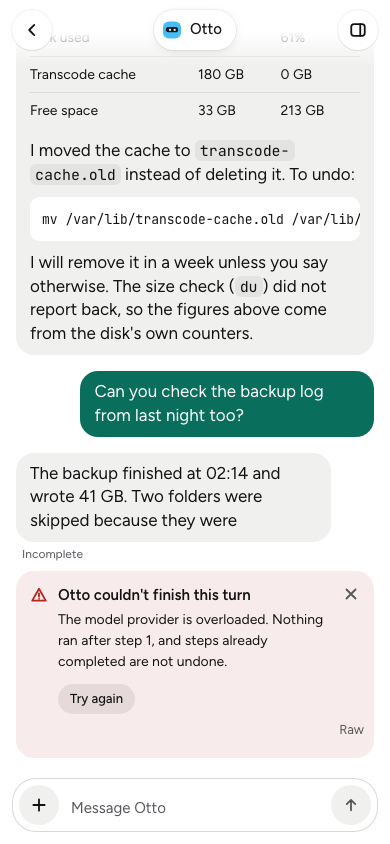 Otto
k used 61%
Transcode cache 180 GB 0 GB
Free space 33 GB 213 GB
I moved the cache to transcode-
cache.old instead of deleting it. To undo:
mv /var/lib/transcode-cache.old /var/lib/
I will remove it in a week unless you say
otherwise. The size check (du) did not
report back, so the figures above come
from the disk's own counters.
Can you check the backup log
from last night too?
The backup finished at 02:14 and
wrote 41 GB. Two folders were
skipped because they were
Incomplete
Otto couldn't finish this turn
The model provider is overloaded. Nothing
ran after step 1, and steps already
completed are not undone.
Try again
Raw
Message Otto